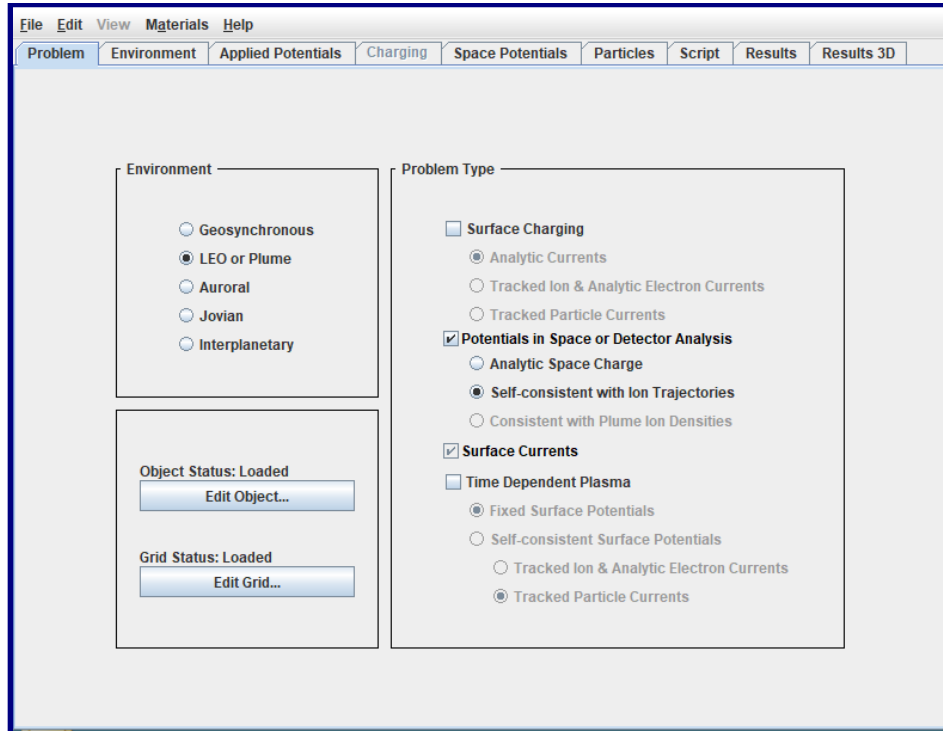 File Edit View Materials Help
Problem Environment Applied Potentials Charging Space Potentials Particles Script Results Results 3D
Environment
Geosynchronous
LEO or Plume
Auroral
Jovian
Interplanetary
Object Status: Loaded
Edit Object...
Grid Status: Loaded
Edit Grid...
Problem Type
Surface Charging
Analytic Currents
Tracked Ion & Analytic Electron Currents
Tracked Particle Currents
Potentials in Space or Detector Analysis
Analytic Space Charge
Self-consistent with Ion Trajectories
Consistent with Plume Ion Densities
Surface Currents
Time Dependent Plasma
Fixed Surface Potentials
Self-consistent Surface Potentials
Tracked Ion & Analytic Electron Currents
Tracked Particle Currents